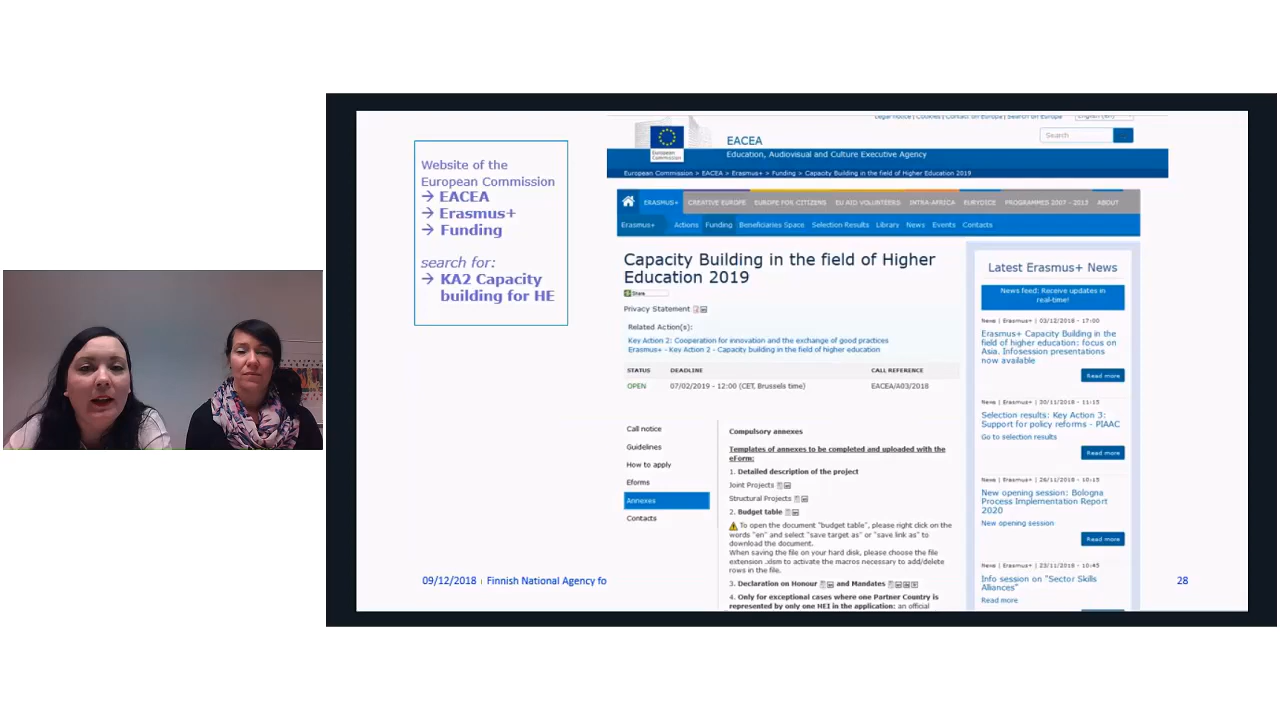 Website of the
European Commission
→ EACEA
→ Erasmus+
→ Funding
search for:
→ KA2 Capacity
building for HE
Legal notice | Cookies | Contact on Europa | Search on Europa
English (en)
European
Commission
EACEA
Education, Audiovisual and Culture Executive Agency
Search
European Commission > EACEA > Erasmus+ > Funding > Capacity Building in the field of Higher Education 2019
ERASMUS+ CREATIVE EUROPE EUROPE FOR CITIZENS EU AID VOLUNTEERS INTRA-AFRICA EURYDICE PROGRAMMES 2007 - 2013 ABOUT
Erasmus+ Actions Funding Beneficiaries Space Selection Results Library News Events Contacts
Capacity Building in the field of Higher
Education 2019
Share
Privacy Statement
Related Action(s):
Key Action 2: Cooperation for innovation and the exchange of good practices
Erasmus+ - Key Action 2 - Capacity building in the field of higher education
STATUS DEADLINE CALL REFERENCE
OPEN 07/02/2019 - 12:00 (CET, Brussels time) EACEA/A03/2018
Call notice
Guidelines
How to apply
Eforms
Annexes
Contacts
Compulsory annexes
Templates of annexes to be completed and uploaded with the
eForm:
1. Detailed description of the project
Joint Projects
Structural Projects
2. Budget table
To open the document "budget table", please right click on the
words "en" and select "save target as" or "save link as" to
download the document.
When saving the file on your hard disk, please choose the file
extension .xlsm to activate the macros necessary to add/delete
rows in the file.
3. Declaration on Honour and Mandates
4. Only for exceptional cases where one Partner Country is
represented by only one HEI in the application: an official
Latest Erasmus+ News
News feed: Receive updates in
real-time!
News | Erasmus+ | 03/12/2018 - 17:00
Erasmus+ Capacity Building in the
field of higher education: focus on
Asia. Infosession presentations
now available
Read more
News | Erasmus+ | 30/11/2018 - 11:15
Selection results: Key Action 3:
Support for policy reforms - PIAAC
Go to selection results
Read more
News | Erasmus+ | 26/11/2018 - 10:15
New opening session: Bologna
Process Implementation Report
2020
New opening session
Read more
News | Erasmus+ | 23/11/2018 - 10:45
Info session on "Sector Skills
Alliances"
Read more
09/12/2018 | Finnish National Agency fo
28